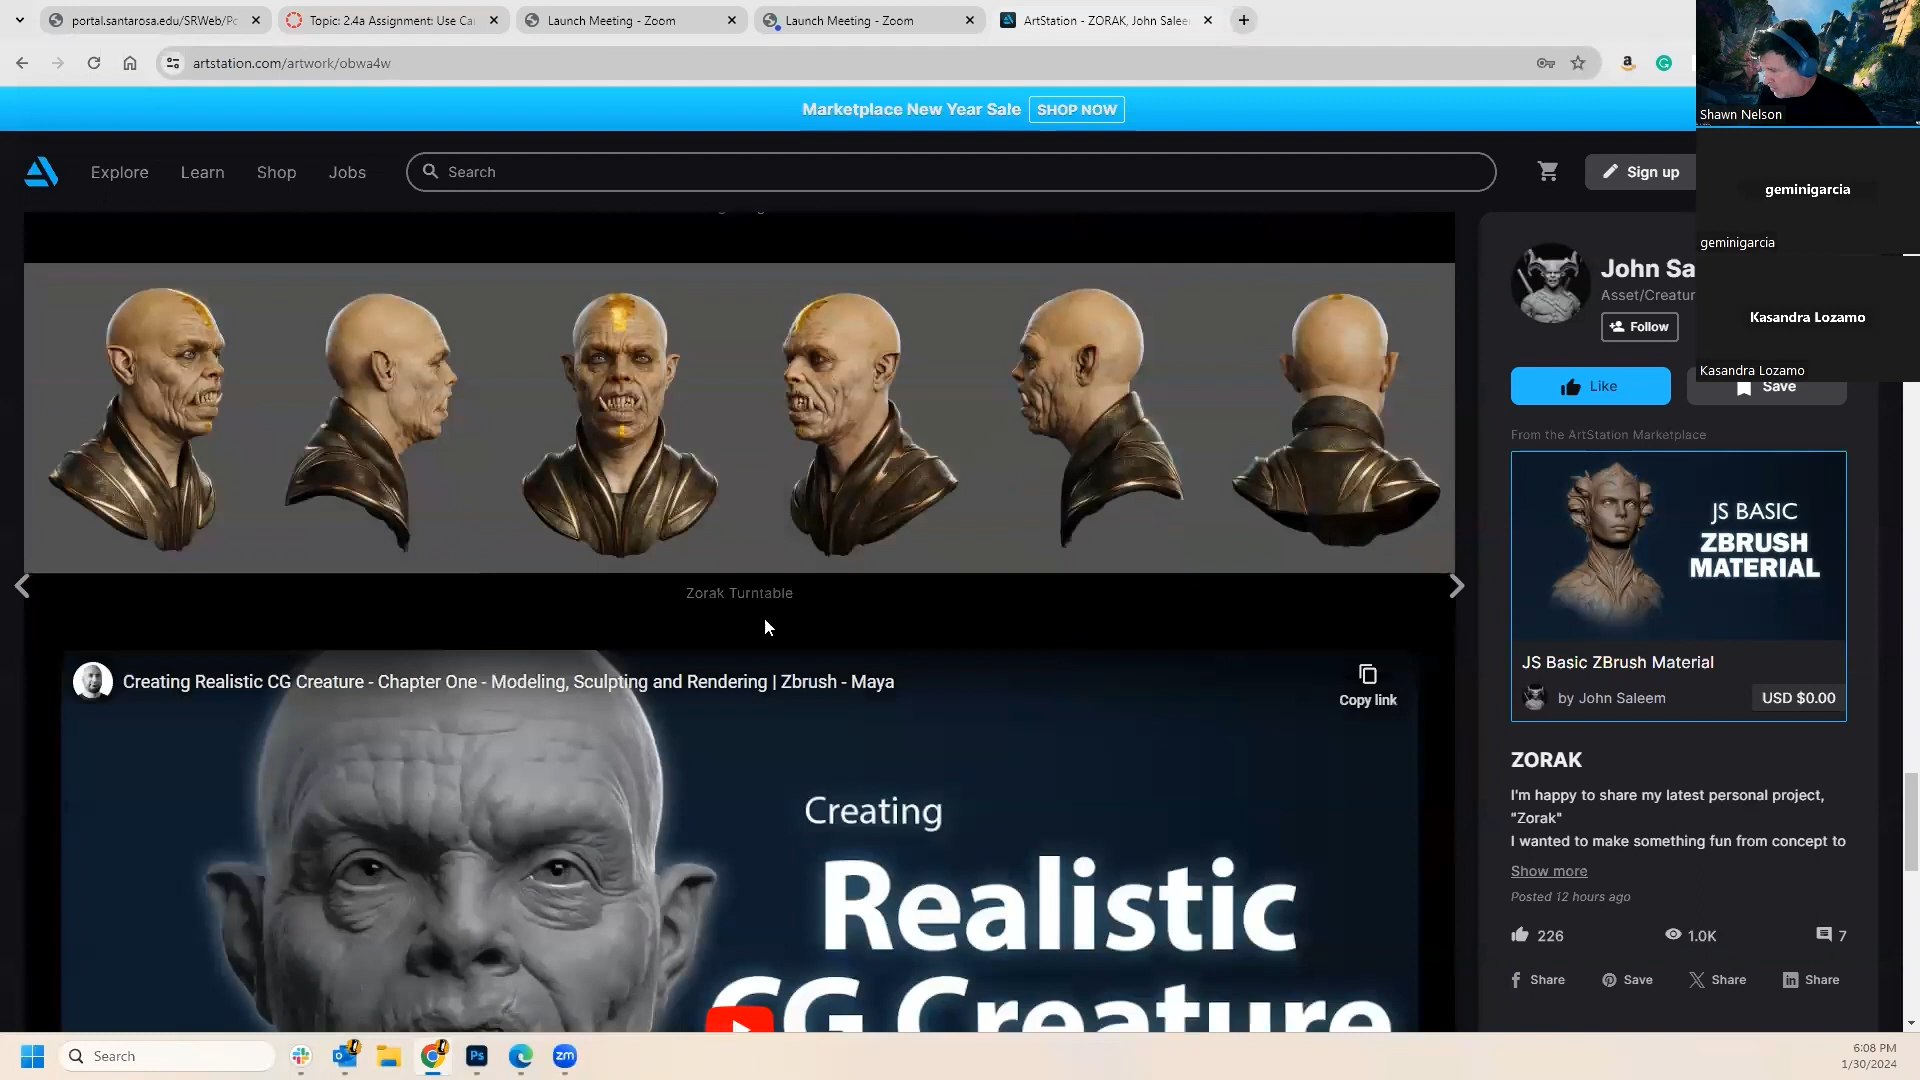 portal.santarosa.edu/SRWeb/Po
Topic: 2.4a Assignment: Use Ca
Launch Meeting - Zoom
Launch Meeting - Zoom
ArtStation - ZORAK, John Salee
artstation.com/artwork/obwa4w
Marketplace New Year Sale SHOP NOW
Explore Learn Shop Jobs
Search
Sign up
Shawn Nelson
geminigarcia
geminigarcia
Kasandra Lozamo
Kasandra Lozamo
John Sa
Asset/Creatur
Follow
Like
Save
From the ArtStation Marketplace
JS BASIC
ZBRUSH
MATERIAL
JS Basic ZBrush Material
by John Saleem
USD $0.00
Zorak Turntable
Creating Realistic CG Creature - Chapter One - Modeling, Sculpting and Rendering | Zbrush - Maya
Copy link
Creating
Realistic
CG Creature
ZORAK
I'm happy to share my latest personal project,
"Zorak"
I wanted to make something fun from concept to
Show more
Posted 12 hours ago
226
1.0K
7
Share
Save
Share
Share
Search
Ps
zm
6:08 PM
1/30/2024